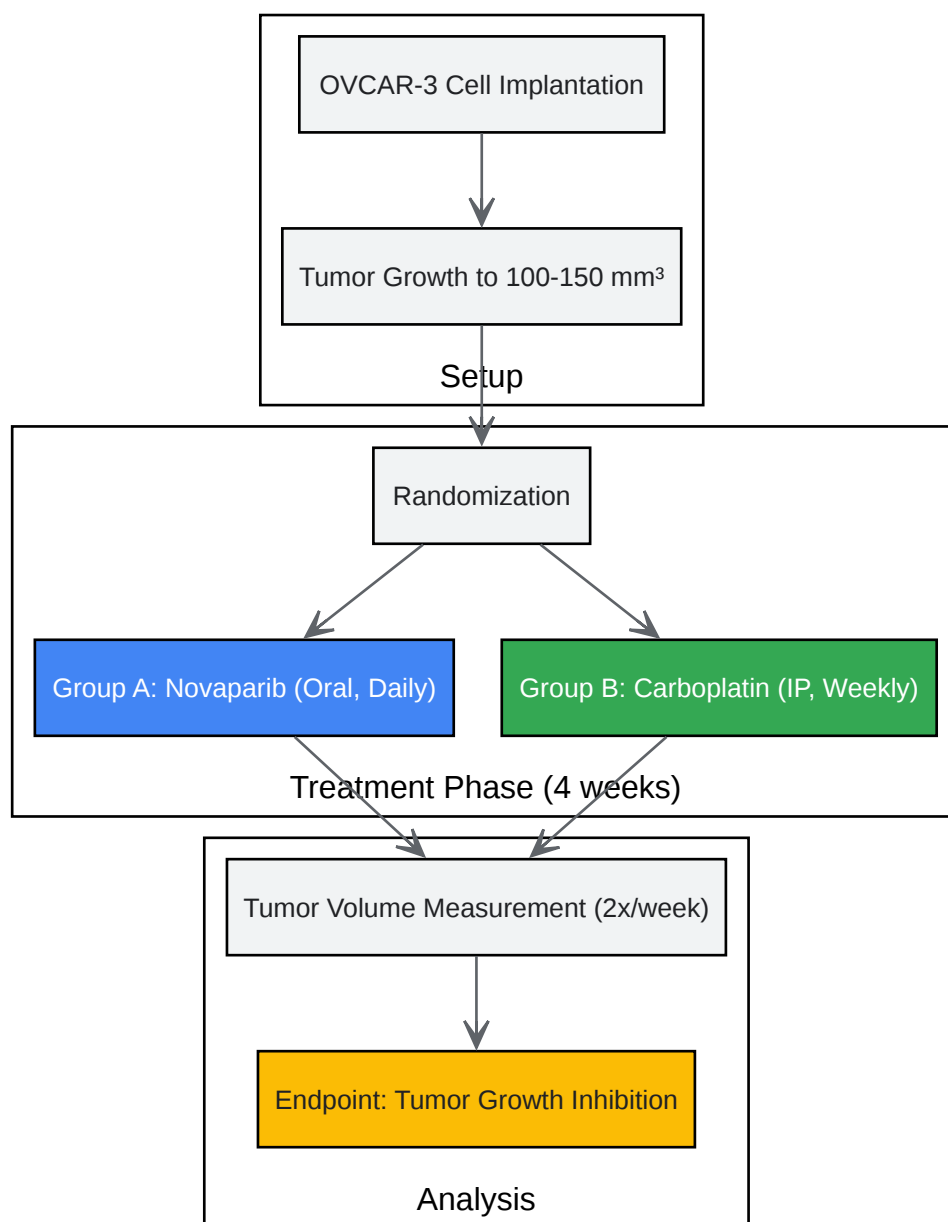 OVCAR-3 Cell Implantation
Tumor Growth to 100-150 mm³
Setup
Randomization
Group A: Novaparib (Oral, Daily)
Group B: Carboplatin (IP, Weekly)
Treatment Phase (4 weeks)
Tumor Volume Measurement (2x/week)
Endpoint: Tumor Growth Inhibition
Analysis